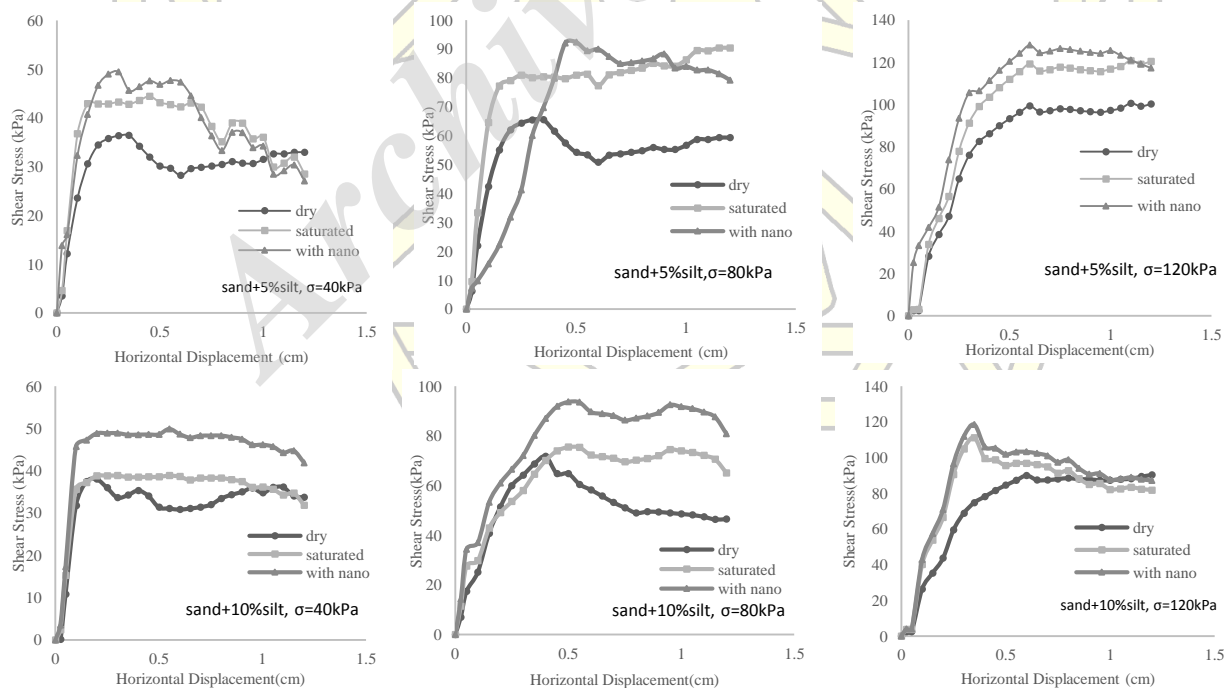 60
50
40
30
20
10
0
0 0.5 1 1.5
Shear Stress (kPa)
Horizontal Displacement (cm)
dry
saturated
with nano
sand+5%silt, σ=40kPa
100
90
80
70
60
50
40
30
20
10
0
0 0.5 1 1.5
Shear Stress (kPa)
Horizontal Displacement (cm)
dry
saturated
with nano
sand+5%silt,σ=80kPa
140
120
100
80
60
40
20
0
0 0.5 1 1.5
Shear Stress (kPa)
Horizontal Displacement(cm)
dry
saturated
with nano
sand+5%silt, σ=120kPa
60
50
40
30
20
10
0
0 0.5 1 1.5
Shear Stress (kPa)
Horizontal Displacement(cm)
dry
saturated
with nano
sand+10%silt, σ=40kPa
100
80
60
40
20
0
0 0.5 1 1.5
Shear Stress (kPa)
Horizontal Displacement(cm)
dry
saturated
with nano
sand+10%silt, σ=80kPa
140
120
100
80
60
40
20
0
0 0.5 1 1.5
Shear Stress(kPa)
Horizontal Displacement(cm)
dry
saturated
with nano
sand+10%silt, σ=120kPa
Archiv